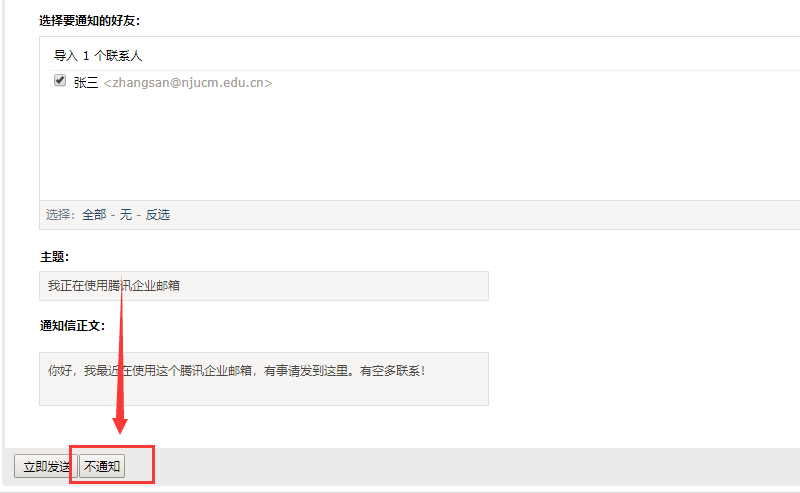 选择要通知的好友：
导入 1 个联系人
张三 <zhangsan@njucm.edu.cn>
选择：全部 - 无 - 反选
主题：
我正在使用腾讯企业邮箱
通知信正文：
你好，我最近在使用这个腾讯企业邮箱，有事请发到这里。有空多联系！
立即发送 不通知